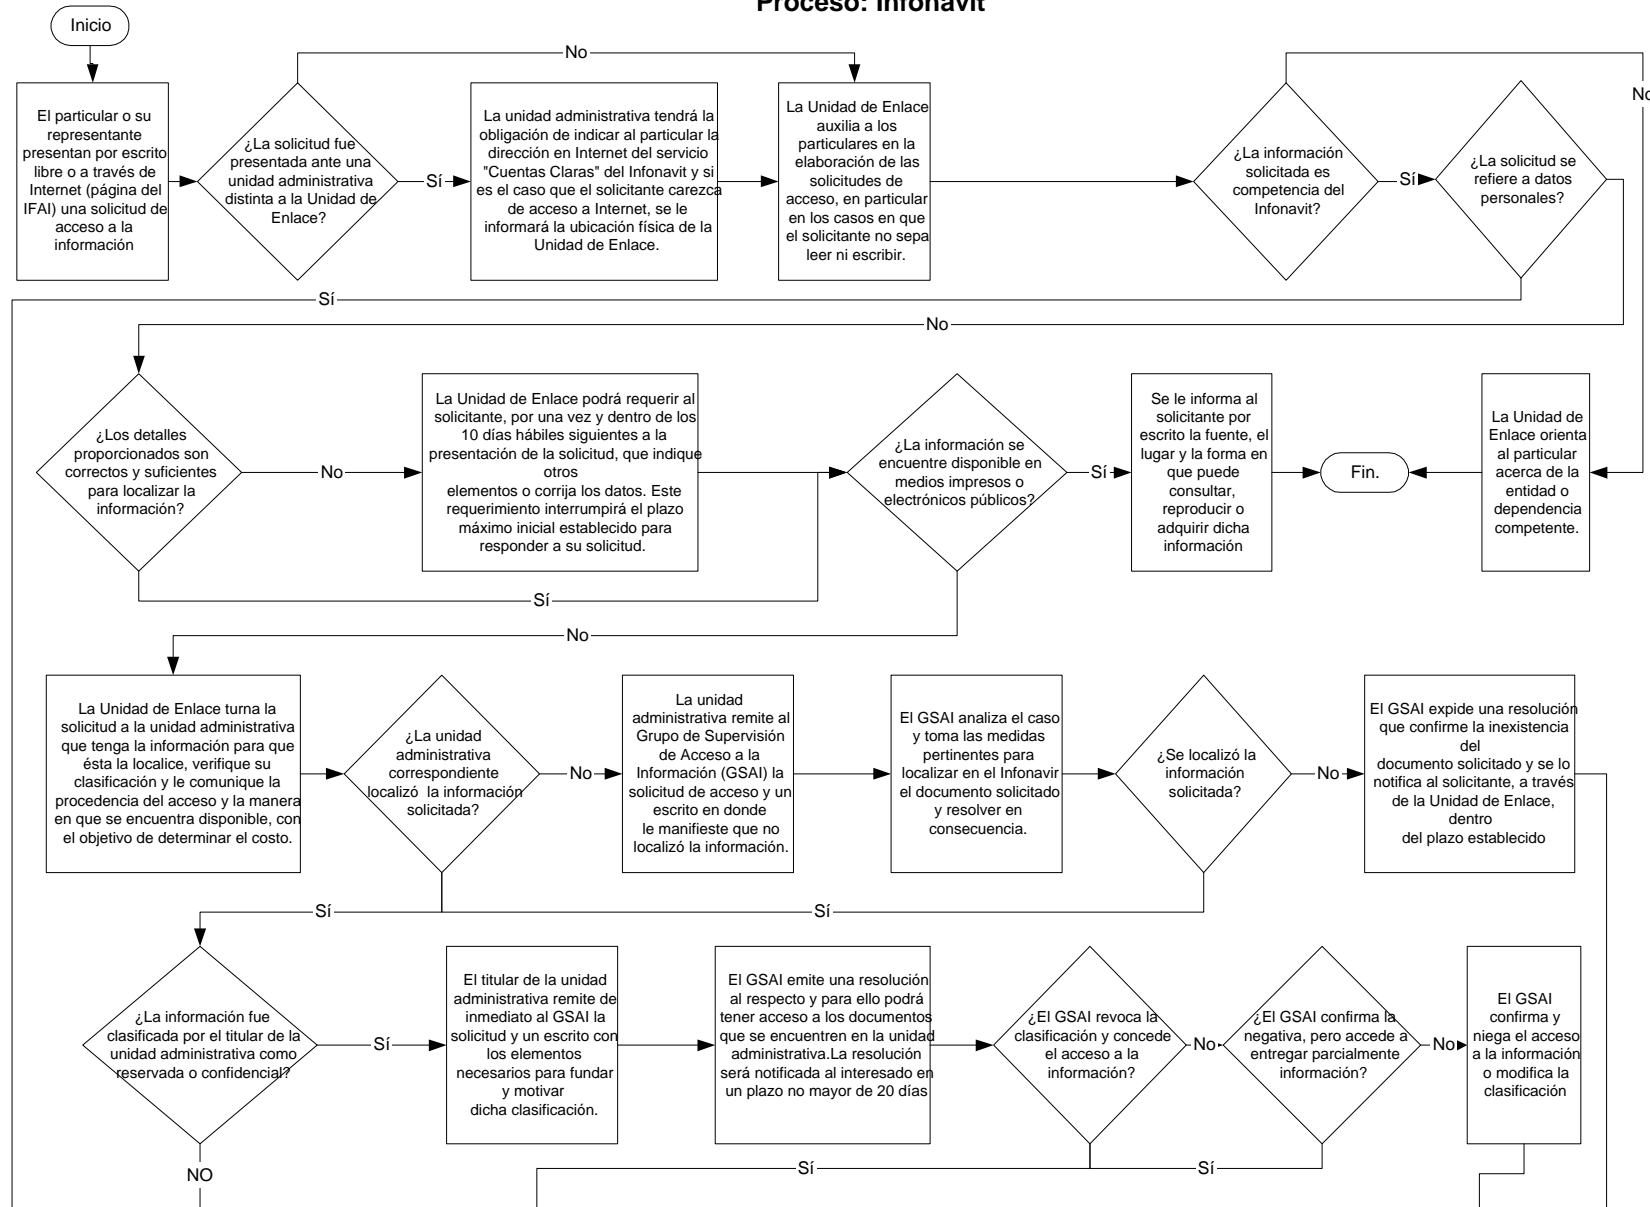 Proceso: Infonavit
Inicio
No
No
El particular o su
representante
presentan por escrito
libre o a través de
Internet (página del
IFAI) una solicitud de
acceso a la
información
¿La solicitud fue
presentada ante una
unidad administrativa
distinta a la Unidad de
Enlace?
Sí
La unidad administrativa tendrá la
obligación de indicar al particular la
dirección en Internet del servicio
"Cuentas Claras" del Infonavit y si
es el caso que el solicitante carezca
de acceso a Internet, se le
informará la ubicación física de la
Unidad de Enlace.
La Unidad de Enlace
auxilia a los
particulares en la
elaboración de las
solicitudes de
acceso, en particular
en los casos en que
el solicitante no sepa
leer ni escribir.
¿La información
solicitada es
competencia del
Infonavit?
Sí
¿La solicitud se
refiere a datos
personales?
Sí
No
¿Los detalles
proporcionados son
correctos y suficientes
para localizar la
información?
No
La Unidad de Enlace podrá requerir al
solicitante, por una vez y dentro de los
10 días hábiles siguientes a la
presentación de la solicitud, que indique
otros
elementos o corrija los datos. Este
requerimiento interrumpirá el plazo
máximo inicial establecido para
responder a su solicitud.
¿La información se
encuentre disponible en
medios impresos o
electrónicos públicos?
Sí
Se le informa al
solicitante por
escrito la fuente, el
lugar y la forma en
que puede
consultar,
reproducir o
adquirir dicha
información
Fin.
La Unidad de
Enlace orienta
al particular
acerca de la
entidad o
dependencia
competente.
Sí
No
La Unidad de Enlace turna la
solicitud a la unidad administrativa
que tenga la información para que
ésta la localice, verifique su
clasificación y le comunique la
procedencia del acceso y la manera
en que se encuentra disponible, con
el objetivo de determinar el costo.
¿La unidad
administrativa
correspondiente
localizó  la información
solicitada?
No
La unidad
administrativa remite al
Grupo de Supervisión
de Acceso a la
Información (GSAI) la
solicitud de acceso y un
escrito en donde
le manifieste que no
localizó la información.
El GSAI analiza el caso
y toma las medidas
pertinentes para
localizar en el Infonavir
el documento solicitado
y resolver en
consecuencia.
¿Se localizó la
información
solicitada?
No
El GSAI expide una resolución
que confirme la inexistencia
del
documento solicitado y se lo
notifica al solicitante, a través
de la Unidad de Enlace,
dentro
del plazo establecido
Sí
Sí
¿La información fue
clasificada por el titular de la
unidad administrativa como
reservada o confidencial?
Sí
El titular de la unidad
administrativa remite de
inmediato al GSAI la
solicitud y un escrito con
los elementos
necesarios para fundar
y motivar
dicha clasificación.
El GSAI emite una resolución
al respecto y para ello podrá
tener acceso a los documentos
que se encuentren en la unidad
administrativa.La resolución
será notificada al interesado en
un plazo no mayor de 20 días
¿El GSAI revoca la
clasificación y concede
el acceso a la
información?
No
¿El GSAI confirma la
negativa, pero accede a
entregar parcialmente
información?
No
El GSAI
confirma y
niega el acceso
a la información
o modifica la
clasificación
NO
Sí
Sí